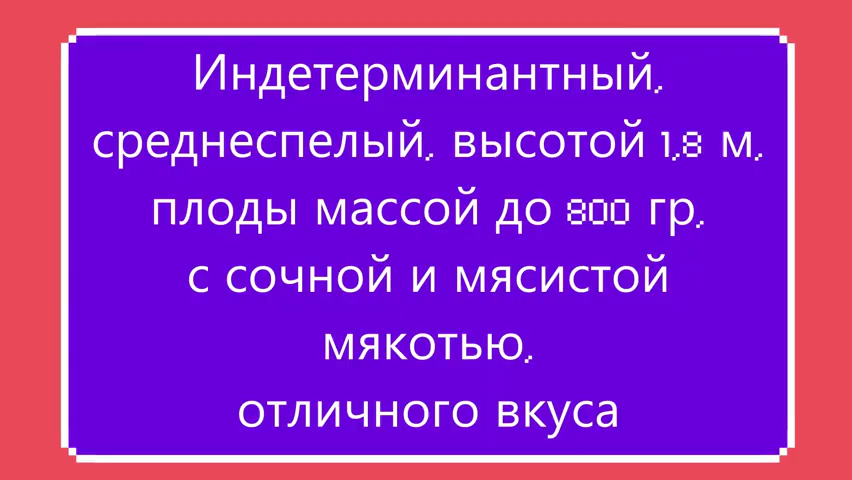 Индетерминантный,
среднеспелый, высотой 1,8 м,
плоды массой до 800 гр,
с сочной и мясистой
мякотью,
отличного вкуса